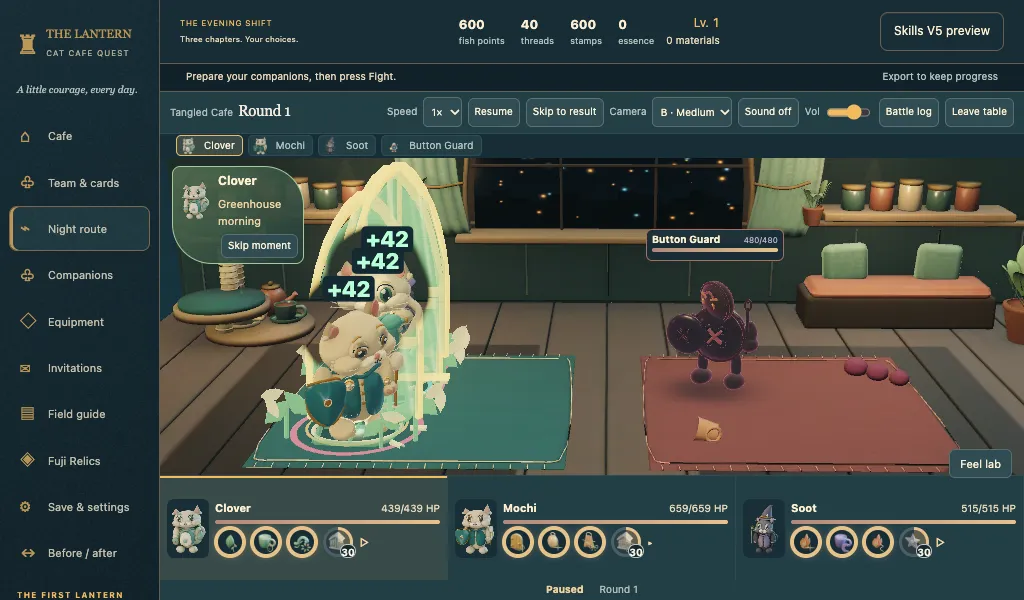 THE LANTERN
CAT CAFE QUEST
A little courage, every day.
Cafe
Team & cards
Night route
Companions
Equipment
Invitations
Field guide
Fuji Relics
Save & settings
Before / after
THE FIRST LANTERN
THE EVENING SHIFT
Three chapters. Your choices.
600
fish points
40
threads
600
stamps
0
essence
Lv. 1
0 materials
Skills V5 preview
Prepare your companions, then press Fight.
Export to keep progress
Tangled Cafe Round 1
Speed
1x
Resume
Skip to result
Camera
B · Medium
Sound off
Vol
Battle log
Leave table
Clover
Mochi
Soot
Button Guard
Clover
Greenhouse
morning
Skip moment
+42
+42
+42
Button Guard 480/480
Feel lab
Clover 439/439 HP
30
Mochi 659/659 HP
30
Soot 515/515 HP
30
Paused Round 1